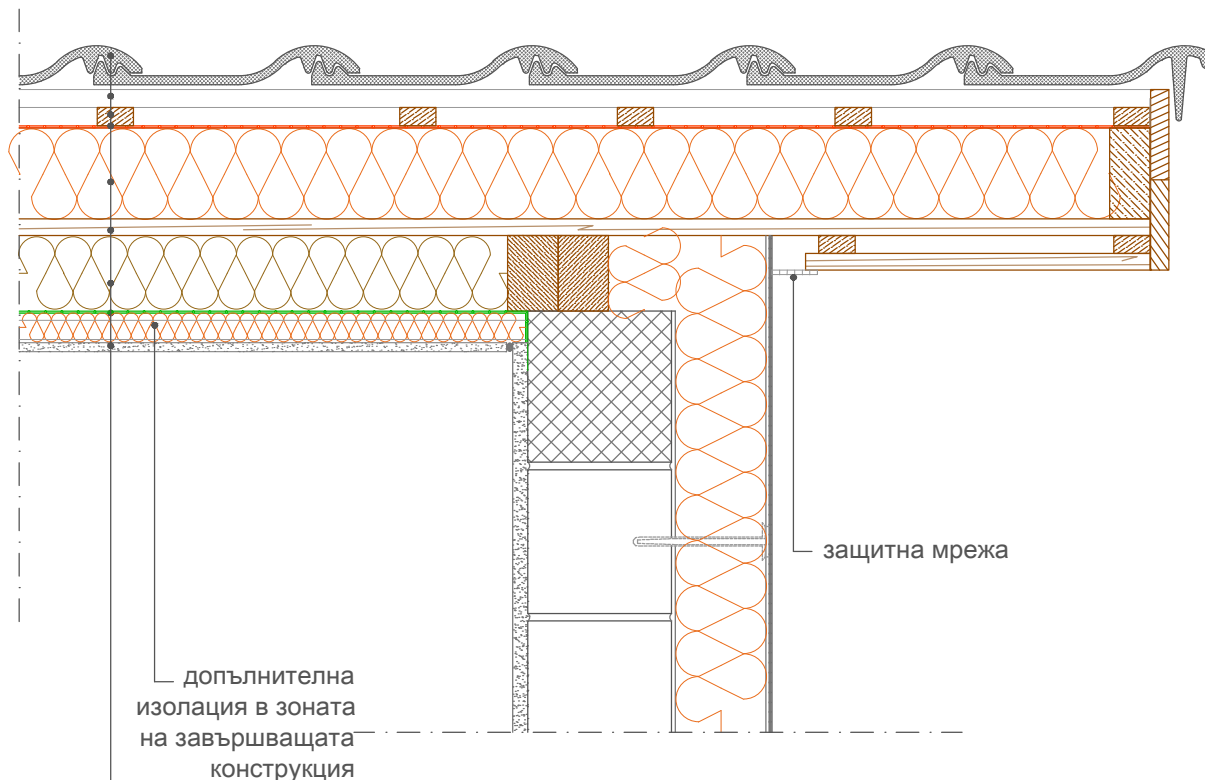 защитна мрежа
допълнителна
изолация в зоната
на завършващата
конструкция